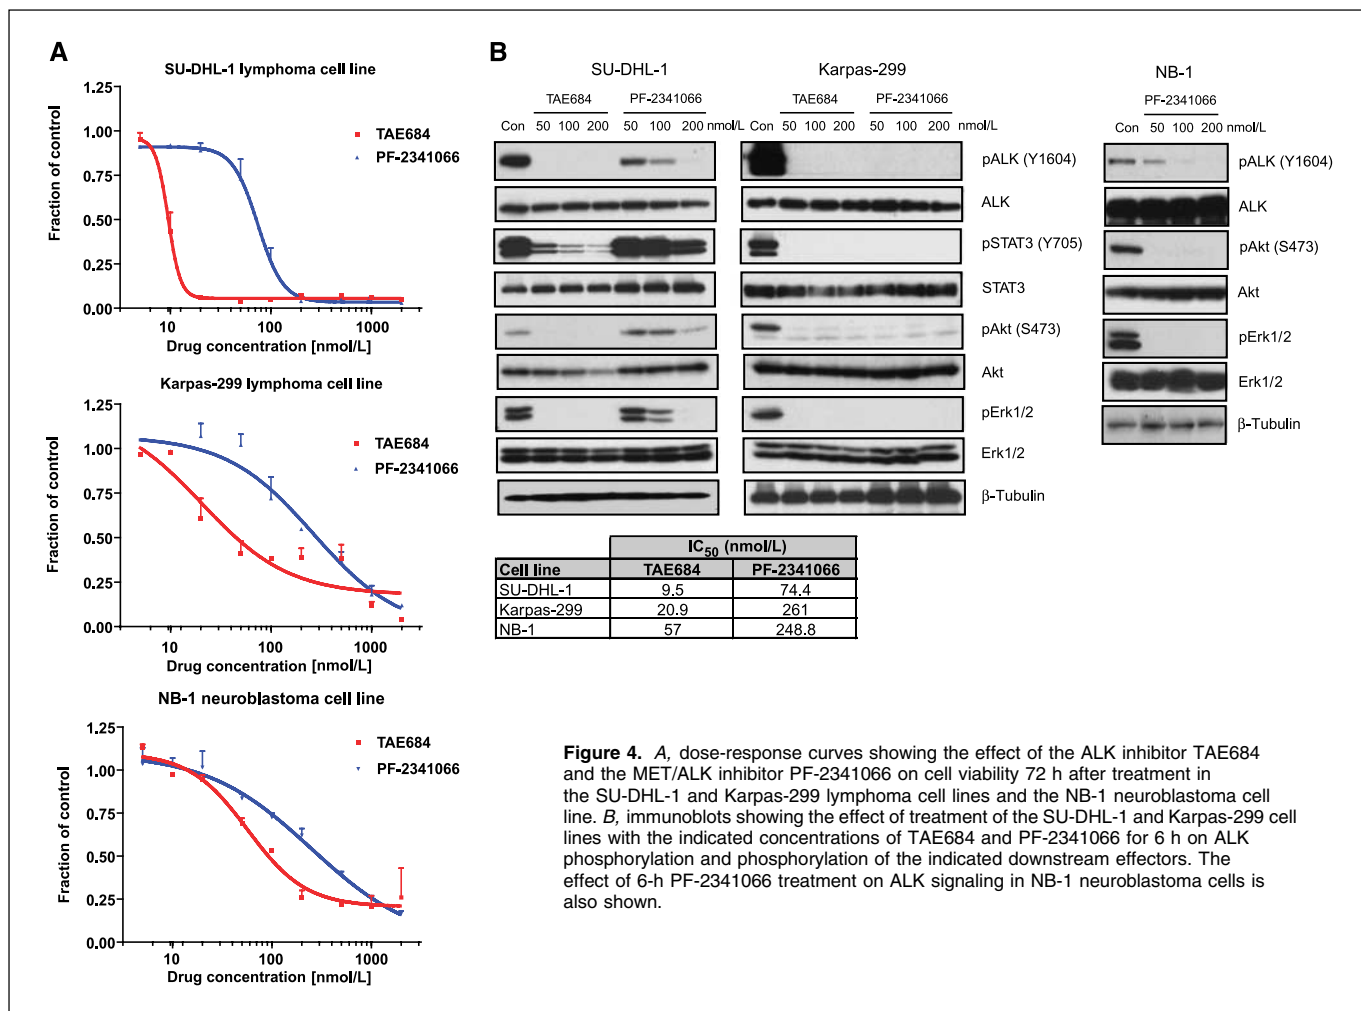 A
SU-DHL-1 lymphoma cell line
1.25
1.00
0.75
0.50
0.25
0.00
Fraction of control
TAE684
PF-2341066
10 100 1000
Drug concentration [nmol/L]
Karpas-299 lymphoma cell line
1.25
1.00
0.75
0.50
0.25
0.00
Fraction of control
TAE684
PF-2341066
10 100 1000
Drug concentration [nmol/L]
NB-1 neuroblastoma cell line
1.25
1.00
0.75
0.50
0.25
0.00
Fraction of control
TAE684
PF-2341066
10 100 1000
Drug concentration [nmol/L]
B
SU-DHL-1
TAE684 PF-2341066
Con 50 100 200 50 100 200 nmol/L
Karpas-299
TAE684 PF-2341066
Con 50 100 200 50 100 200 nmol/L
pALK (Y1604)
ALK
pSTAT3 (Y705)
STAT3
pAkt (S473)
Akt
pErk1/2
Erk1/2
β-Tubulin
NB-1
PF-2341066
Con 50 100 200 nmol/L
pALK (Y1604)
ALK
pAkt (S473)
Akt
pErk1/2
Erk1/2
β-Tubulin
IC50 (nmol/L)
Cell line TAE684 PF-2341066
SU-DHL-1 9.5 74.4
Karpas-299 20.9 261
NB-1 57 248.8
Figure 4. A, dose-response curves showing the effect of the ALK inhibitor TAE684
and the MET/ALK inhibitor PF-2341066 on cell viability 72 h after treatment in
the SU-DHL-1 and Karpas-299 lymphoma cell lines and the NB-1 neuroblastoma cell
line. B, immunoblots showing the effect of treatment of the SU-DHL-1 and Karpas-299 cell
lines with the indicated concentrations of TAE684 and PF-2341066 for 6 h on ALK
phosphorylation and phosphorylation of the indicated downstream effectors. The
effect of 6-h PF-2341066 treatment on ALK signaling in NB-1 neuroblastoma cells is
also shown.